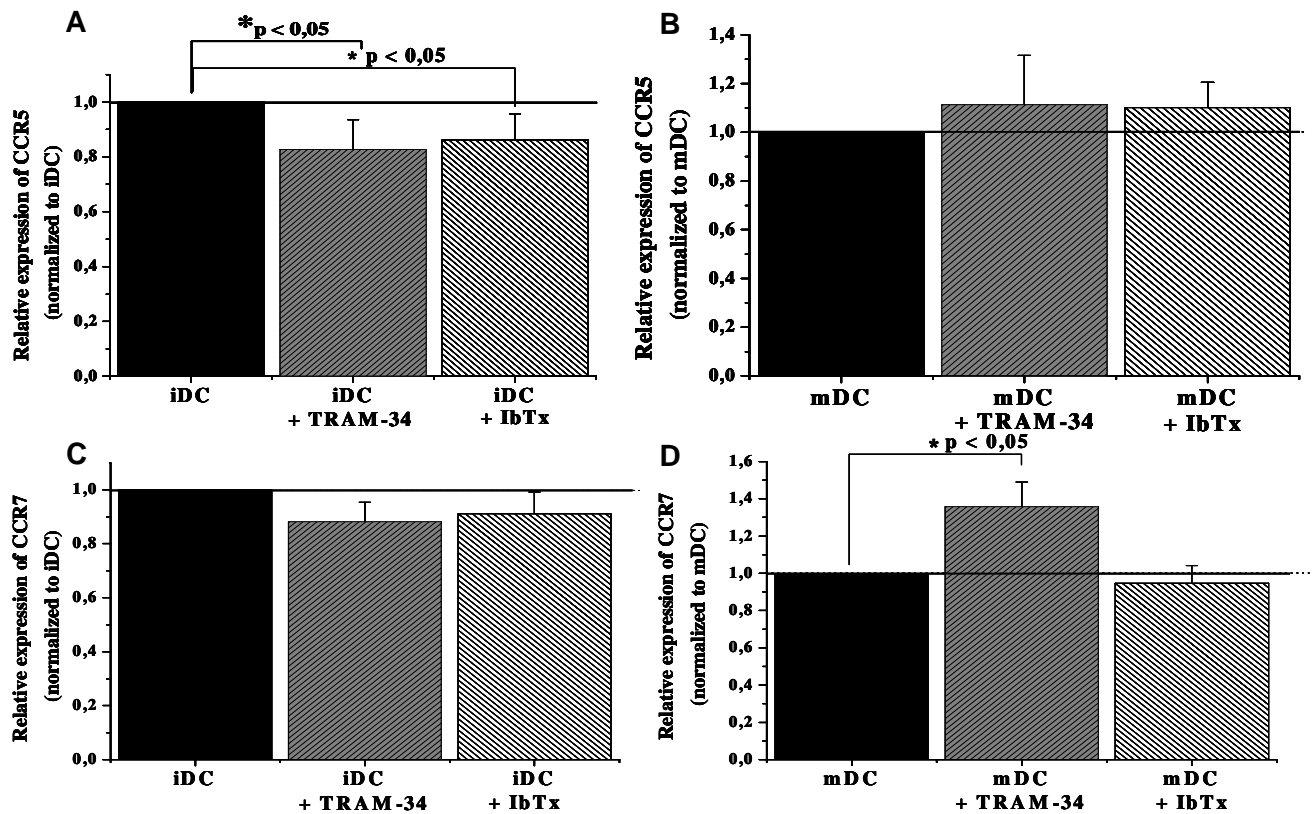 A
*p < 0,05
* p < 0,05
Relative expression of CCR5
(normalized to iDC)
1,0
0,8
0,6
0,4
0,2
0,0
iDC
iDC
+ TRAM-34
iDC
+ IbTx
B
Relative expression of CCR5
(normalized to mDC)
1,4
1,2
1,0
0,8
0,6
0,4
0,2
0,0
mDC
mDC
+ TRAM-34
mDC
+ IbTx
C
Relative expression of CCR7
(normalized to iDC)
1,0
0,8
0,6
0,4
0,2
0,0
iDC
iDC
+ TRAM-34
iDC
+ IbTx
D
* p < 0,05
Relative expression of CCR7
(normalized to mDC)
1,6
1,4
1,2
1,0
0,8
0,6
0,4
0,2
0,0
mDC
mDC
+ TRAM-34
mDC
+ IbTx